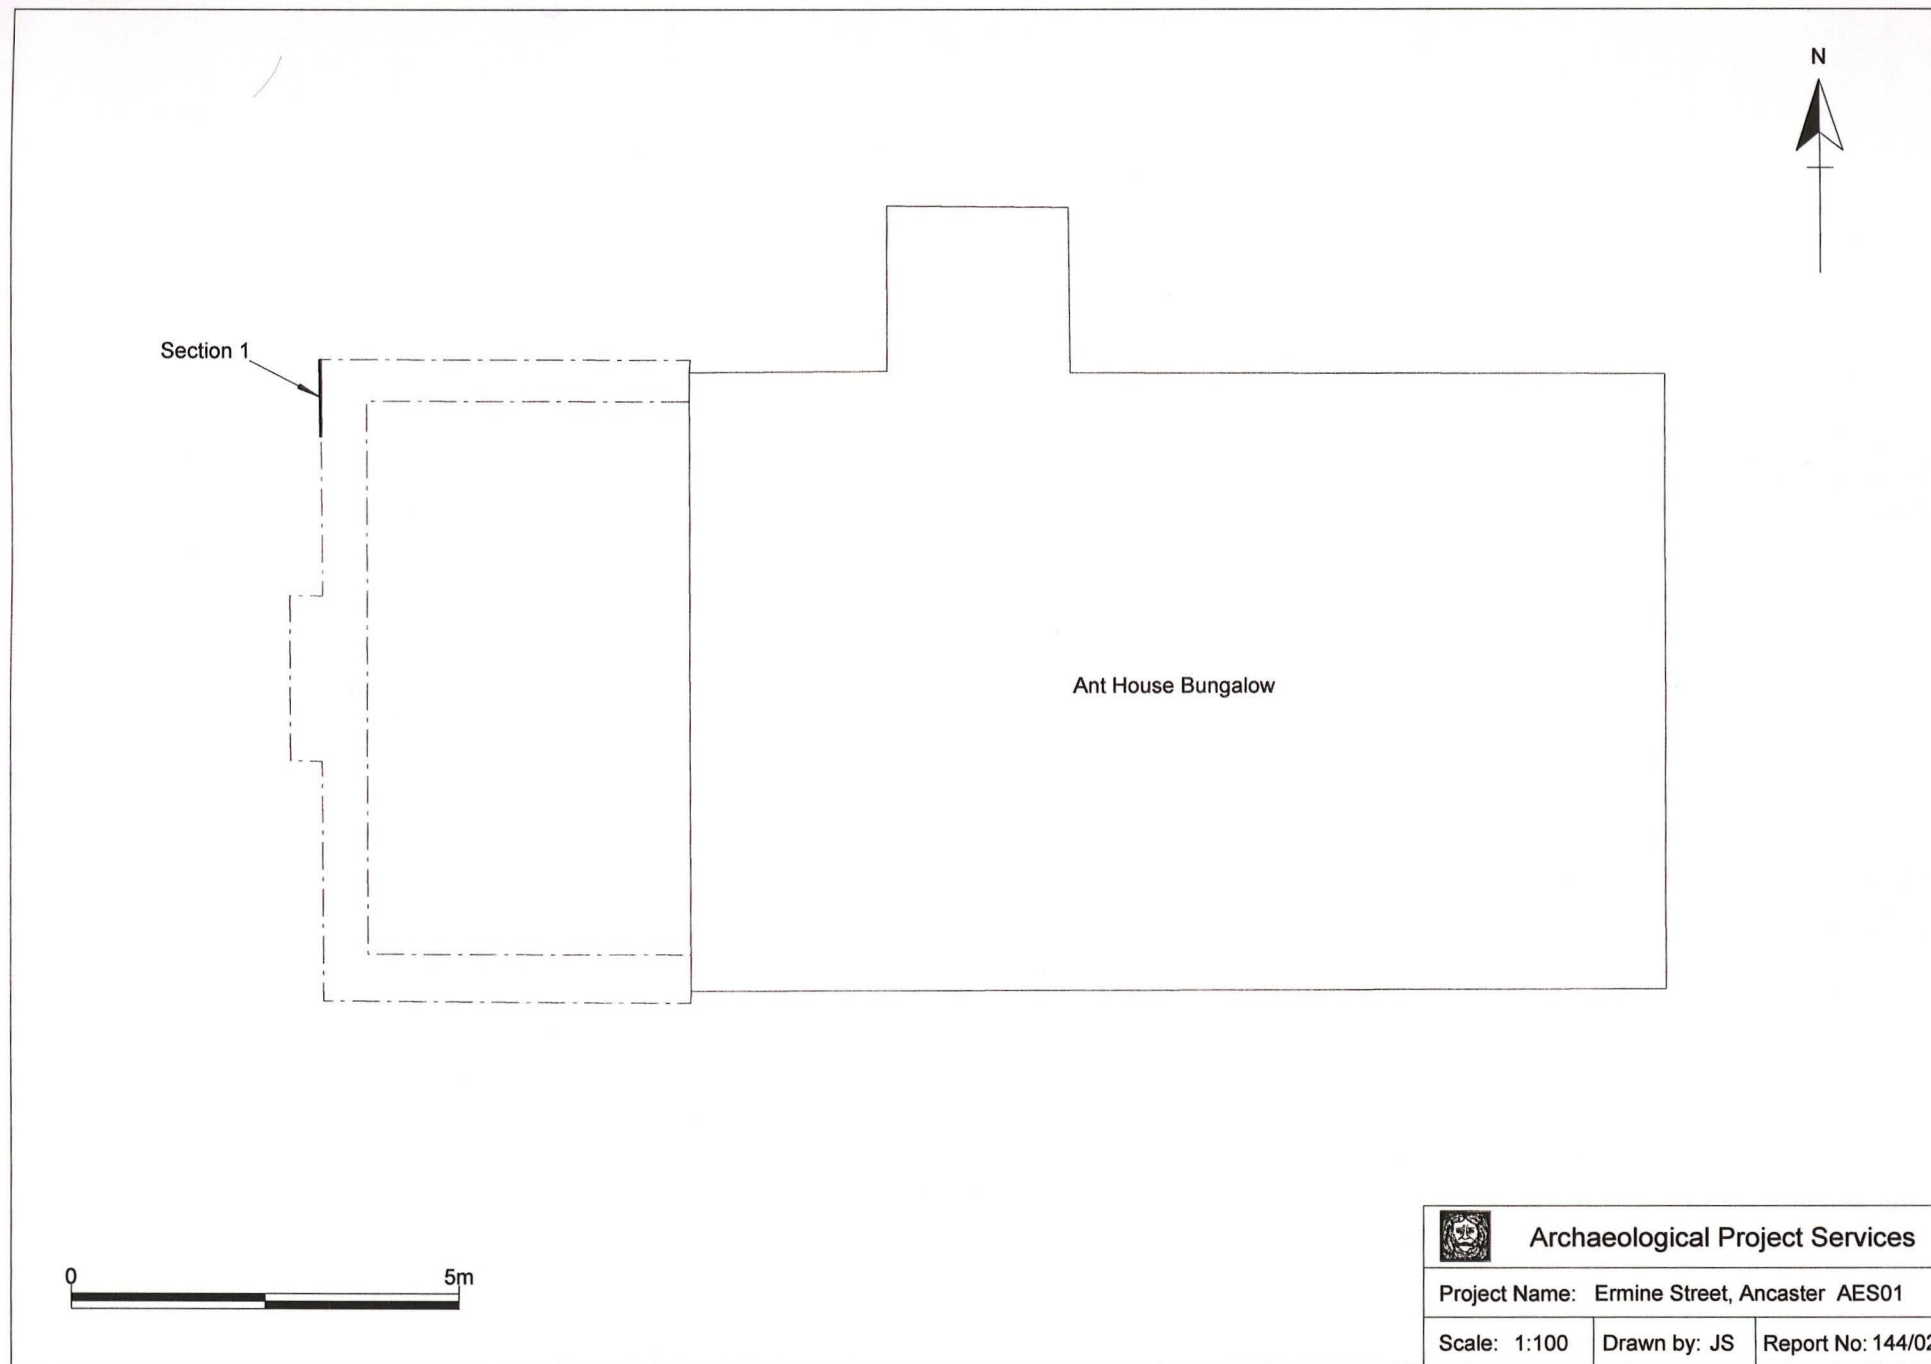 N
Section 1
Ant House Bungalow
0 5m
Archaeological Project Services
Project Name: Ermine Street, Ancaster AES01
Scale: 1:100 Drawn by: JS Report No: 144/02